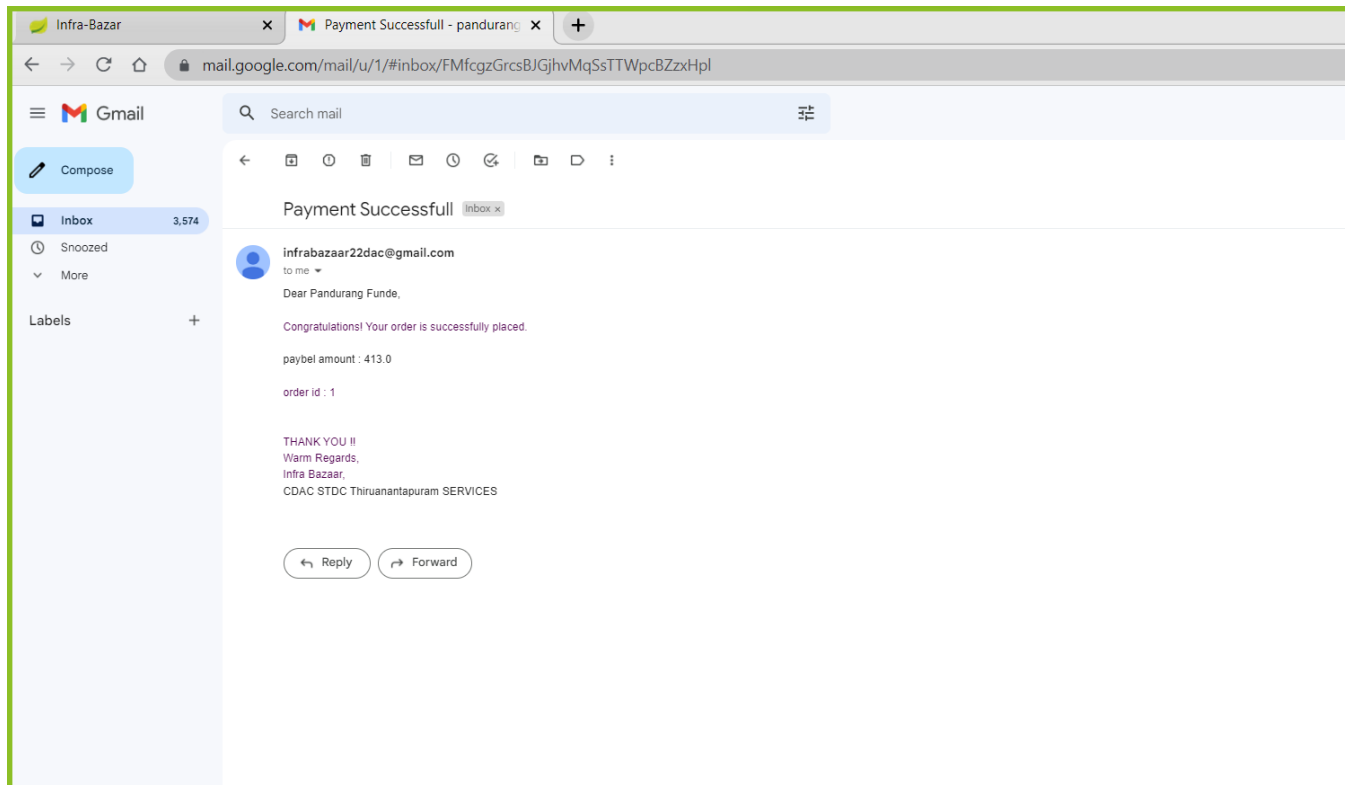 Infra-Bazar
Payment Successfull - pandurang
mail.google.com/mail/u/1/#inbox/FMfcgzGrcsBJGjhvMqSsTTWpcBZzxHpl
Gmail
Search mail
Compose
Inbox 3,574
Snoozed
More
Labels
Payment Successfull Inbox x
infrabazaar22dac@gmail.com
to me
Dear Pandurang Funde,
Congratulations! Your order is successfully placed.
paybel amount : 413.0
order id : 1
THANK YOU !!
Warm Regards,
Infra Bazaar,
CDAC STDC Thiruanantapuram SERVICES
Reply Forward